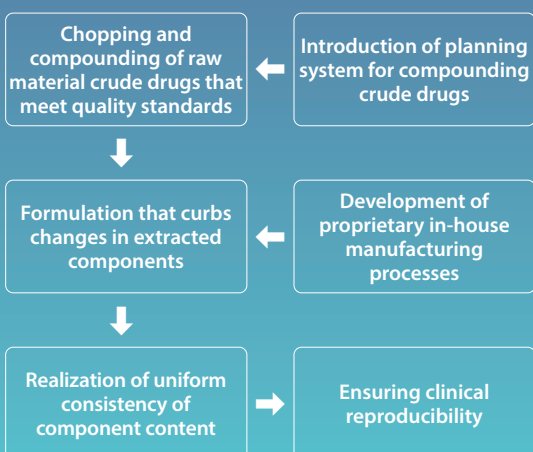 Chopping and
compounding of raw
material crude drugs that
meet quality standards
Introduction of planning
system for compounding
crude drugs
Formulation that curbs
changes in extracted
components
Development of
proprietary in-house
manufacturing
processes
Realization of uniform
consistency of
component content
Ensuring clinical
reproducibility